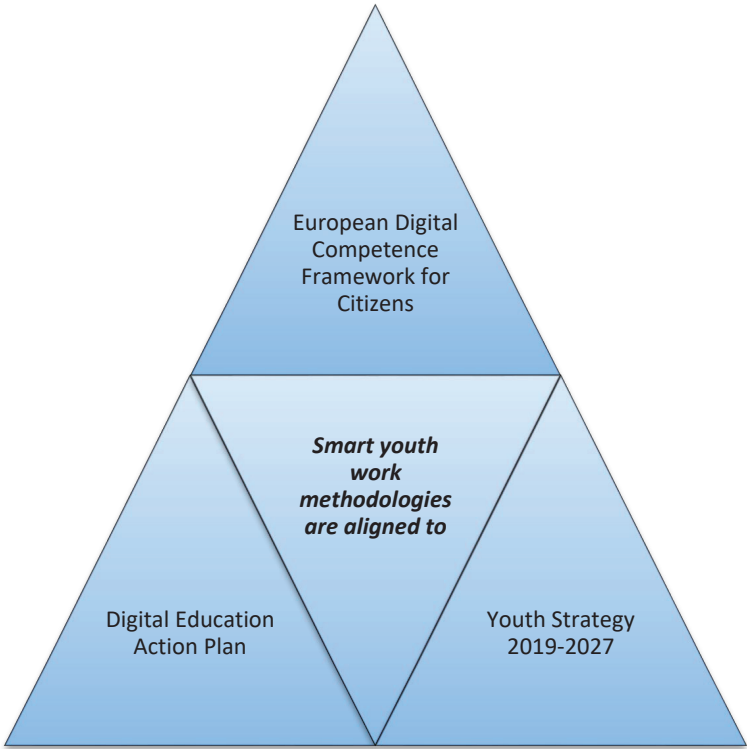 European Digital
Competence
Framework for
Citizens
Smart youth
work
methodologies
are aligned to
Digital Education
Action Plan
Youth Strategy
2019-2027